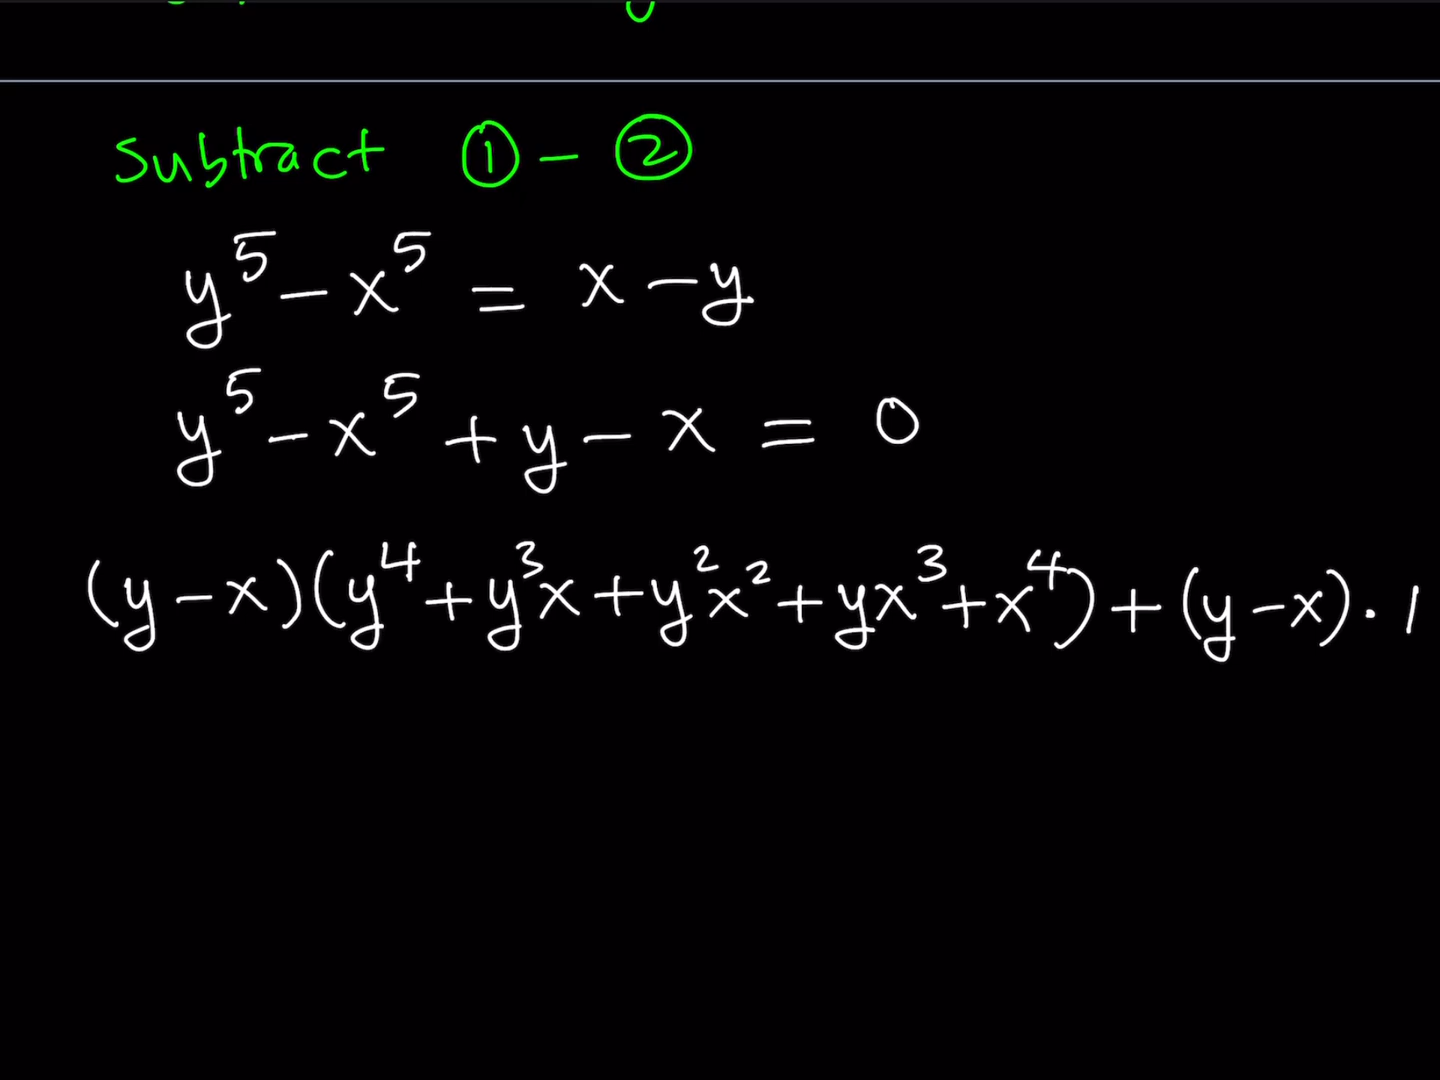 Subtract ① - ②
y⁵ - x⁵ = x - y
y⁵ - x⁵ + y - x = 0
(y-x)(y⁴+y³x+y²x²+yx³+x⁴)+(y-x)·1